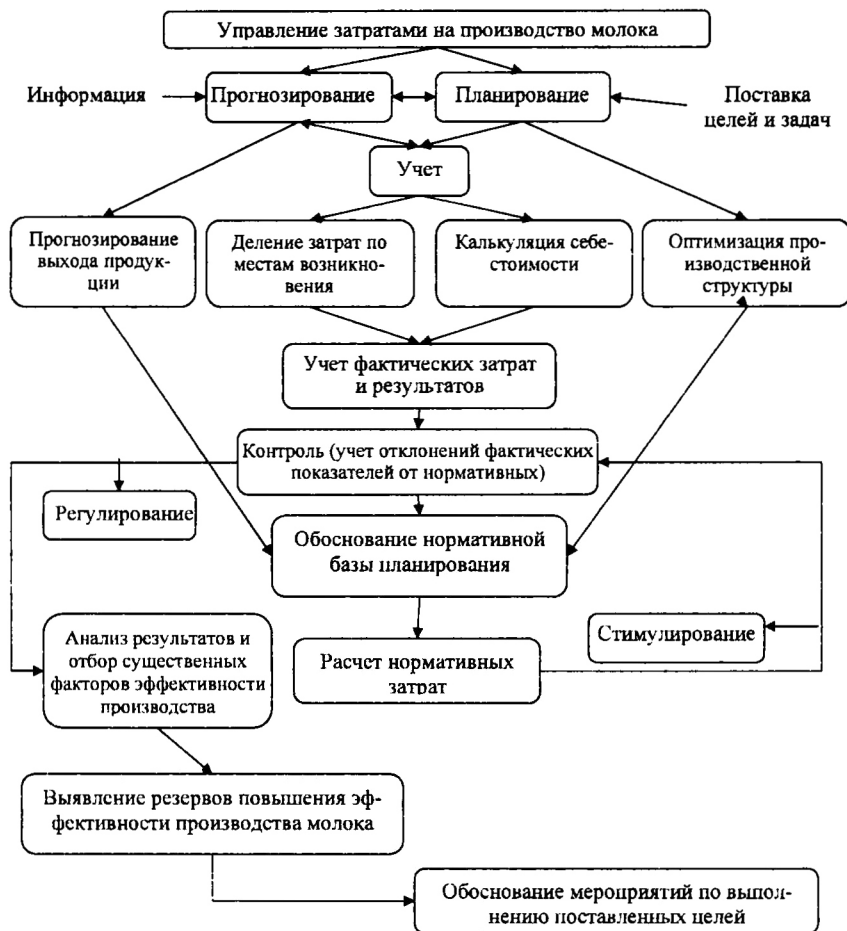 Управление затратами на производство молока
Информация
Прогнозирование
Планирование
Поставка
целей и задач
Учет
Прогнозирование
выхода продук-
ции
Деление затрат по
местам возникно-
вения
Калькуляция себе-
стоимости
Оптимизация про-
изводственной
структуры
Учет фактических затрат
и результатов
Контроль (учет отклонений фактических
показателей от нормативных)
Регулирование
Обоснование нормативной
базы планирования
Анализ результатов и
отбор существенных
факторов эффективности
производства
Расчет нормативных
затрат
Стимулирование
Выявление резервов повышения эф-
фективности производства молока
Обоснование мероприятий по выпол-
нению поставленных целей